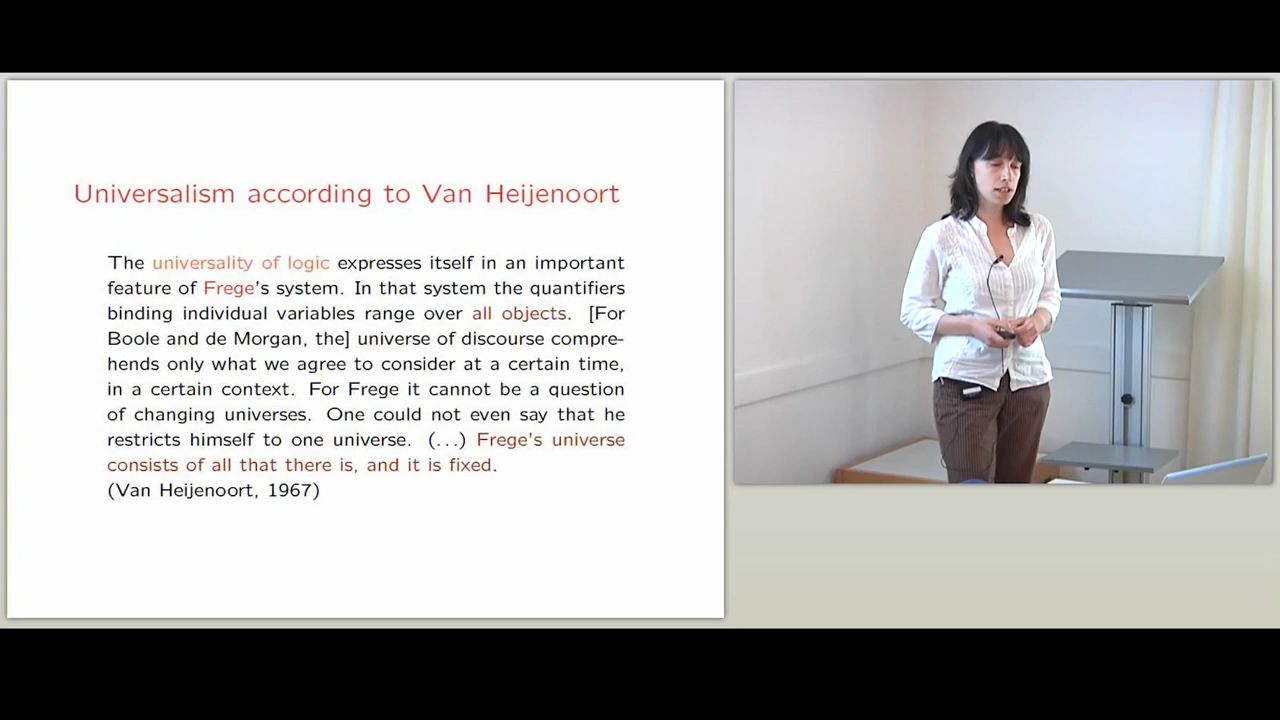 Universalism according to Van Heijenoort
The universality of logic expresses itself in an important
feature of Frege's system. In that system the quantifiers
binding individual variables range over all objects. [For
Boole and de Morgan, the] universe of discourse compre-
hends only what we agree to consider at a certain time,
in a certain context. For Frege it cannot be a question
of changing universes. One could not even say that he
restricts himself to one universe. (...) Frege's universe
consists of all that there is, and it is fixed.
(Van Heijenoort, 1967)